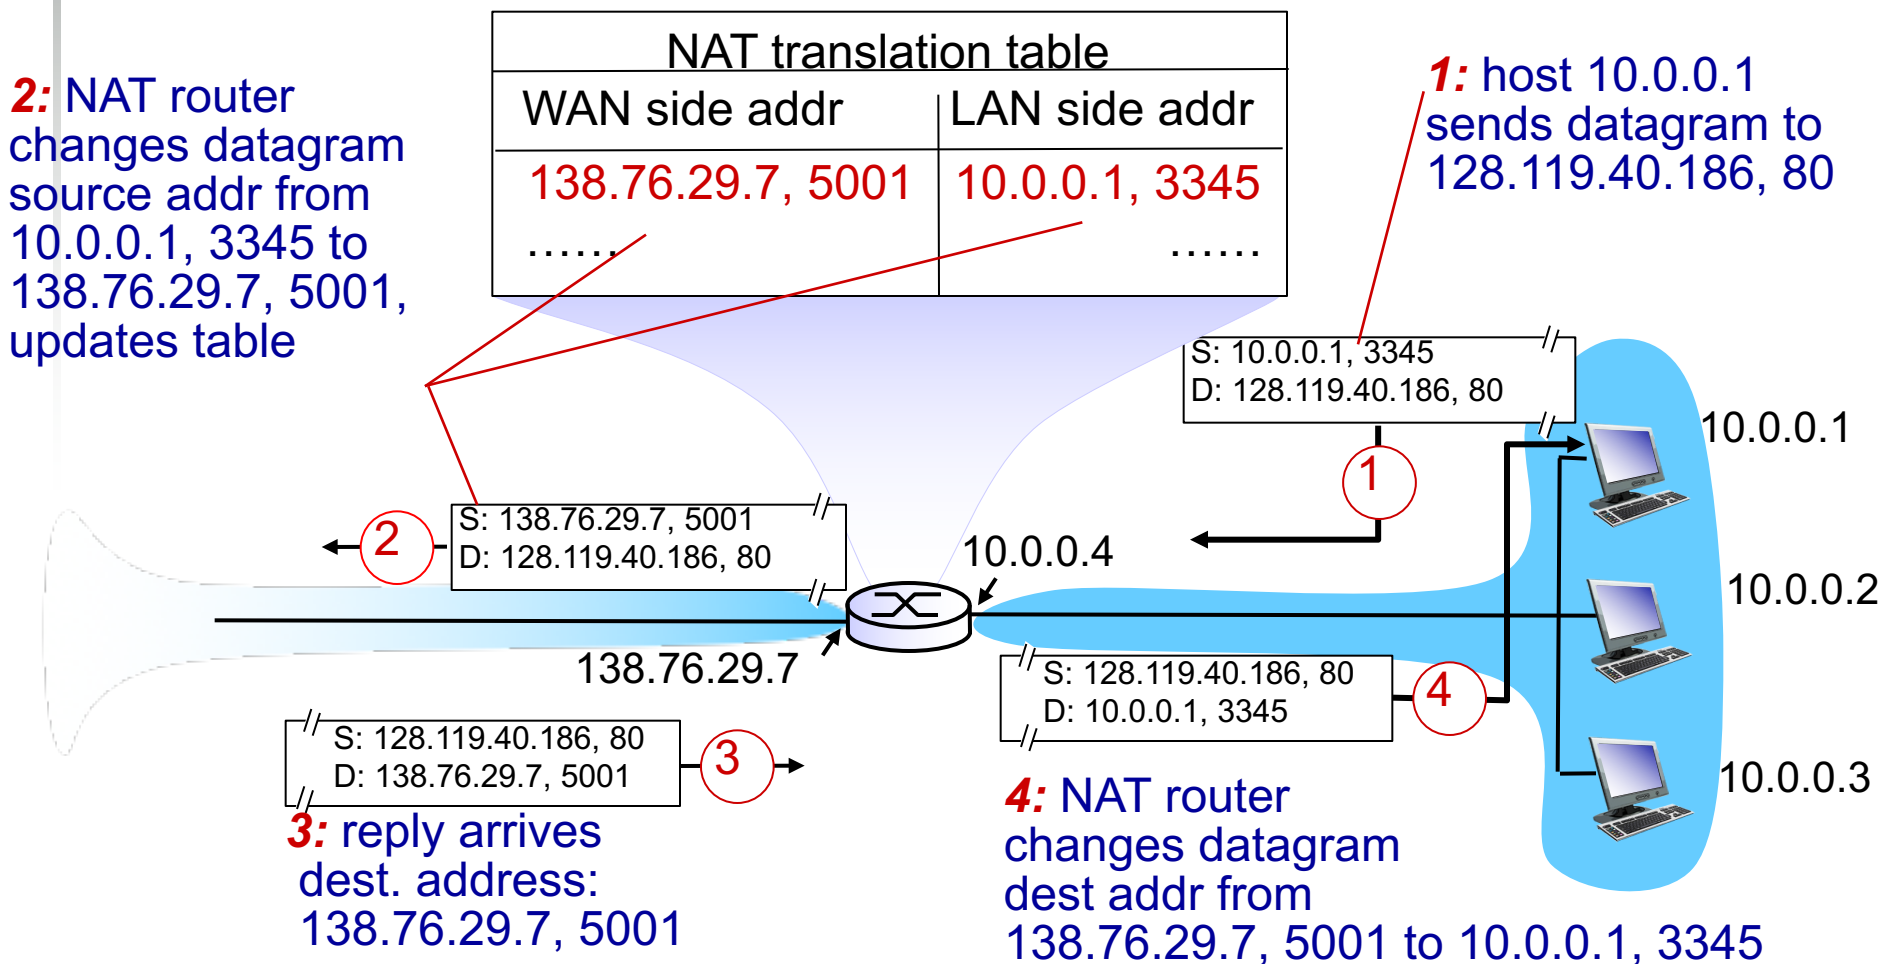 NAT translation table
WAN side addr LAN side addr
138.76.29.7, 5001 10.0.0.1, 3345
...... ......
2: NAT router
changes datagram
source addr from
10.0.0.1, 3345 to
138.76.29.7, 5001,
updates table
1: host 10.0.0.1
sends datagram to
128.119.40.186, 80
S: 10.0.0.1, 3345
D: 128.119.40.186, 80
1
10.0.0.1
S: 138.76.29.7, 5001
D: 128.119.40.186, 80
2
10.0.0.4
10.0.0.2
138.76.29.7
S: 128.119.40.186, 80
D: 10.0.0.1, 3345
4
S: 128.119.40.186, 80
D: 138.76.29.7, 5001
3
10.0.0.3
3: reply arrives
dest. address:
138.76.29.7, 5001
4: NAT router
changes datagram
dest addr from
138.76.29.7, 5001 to 10.0.0.1, 3345